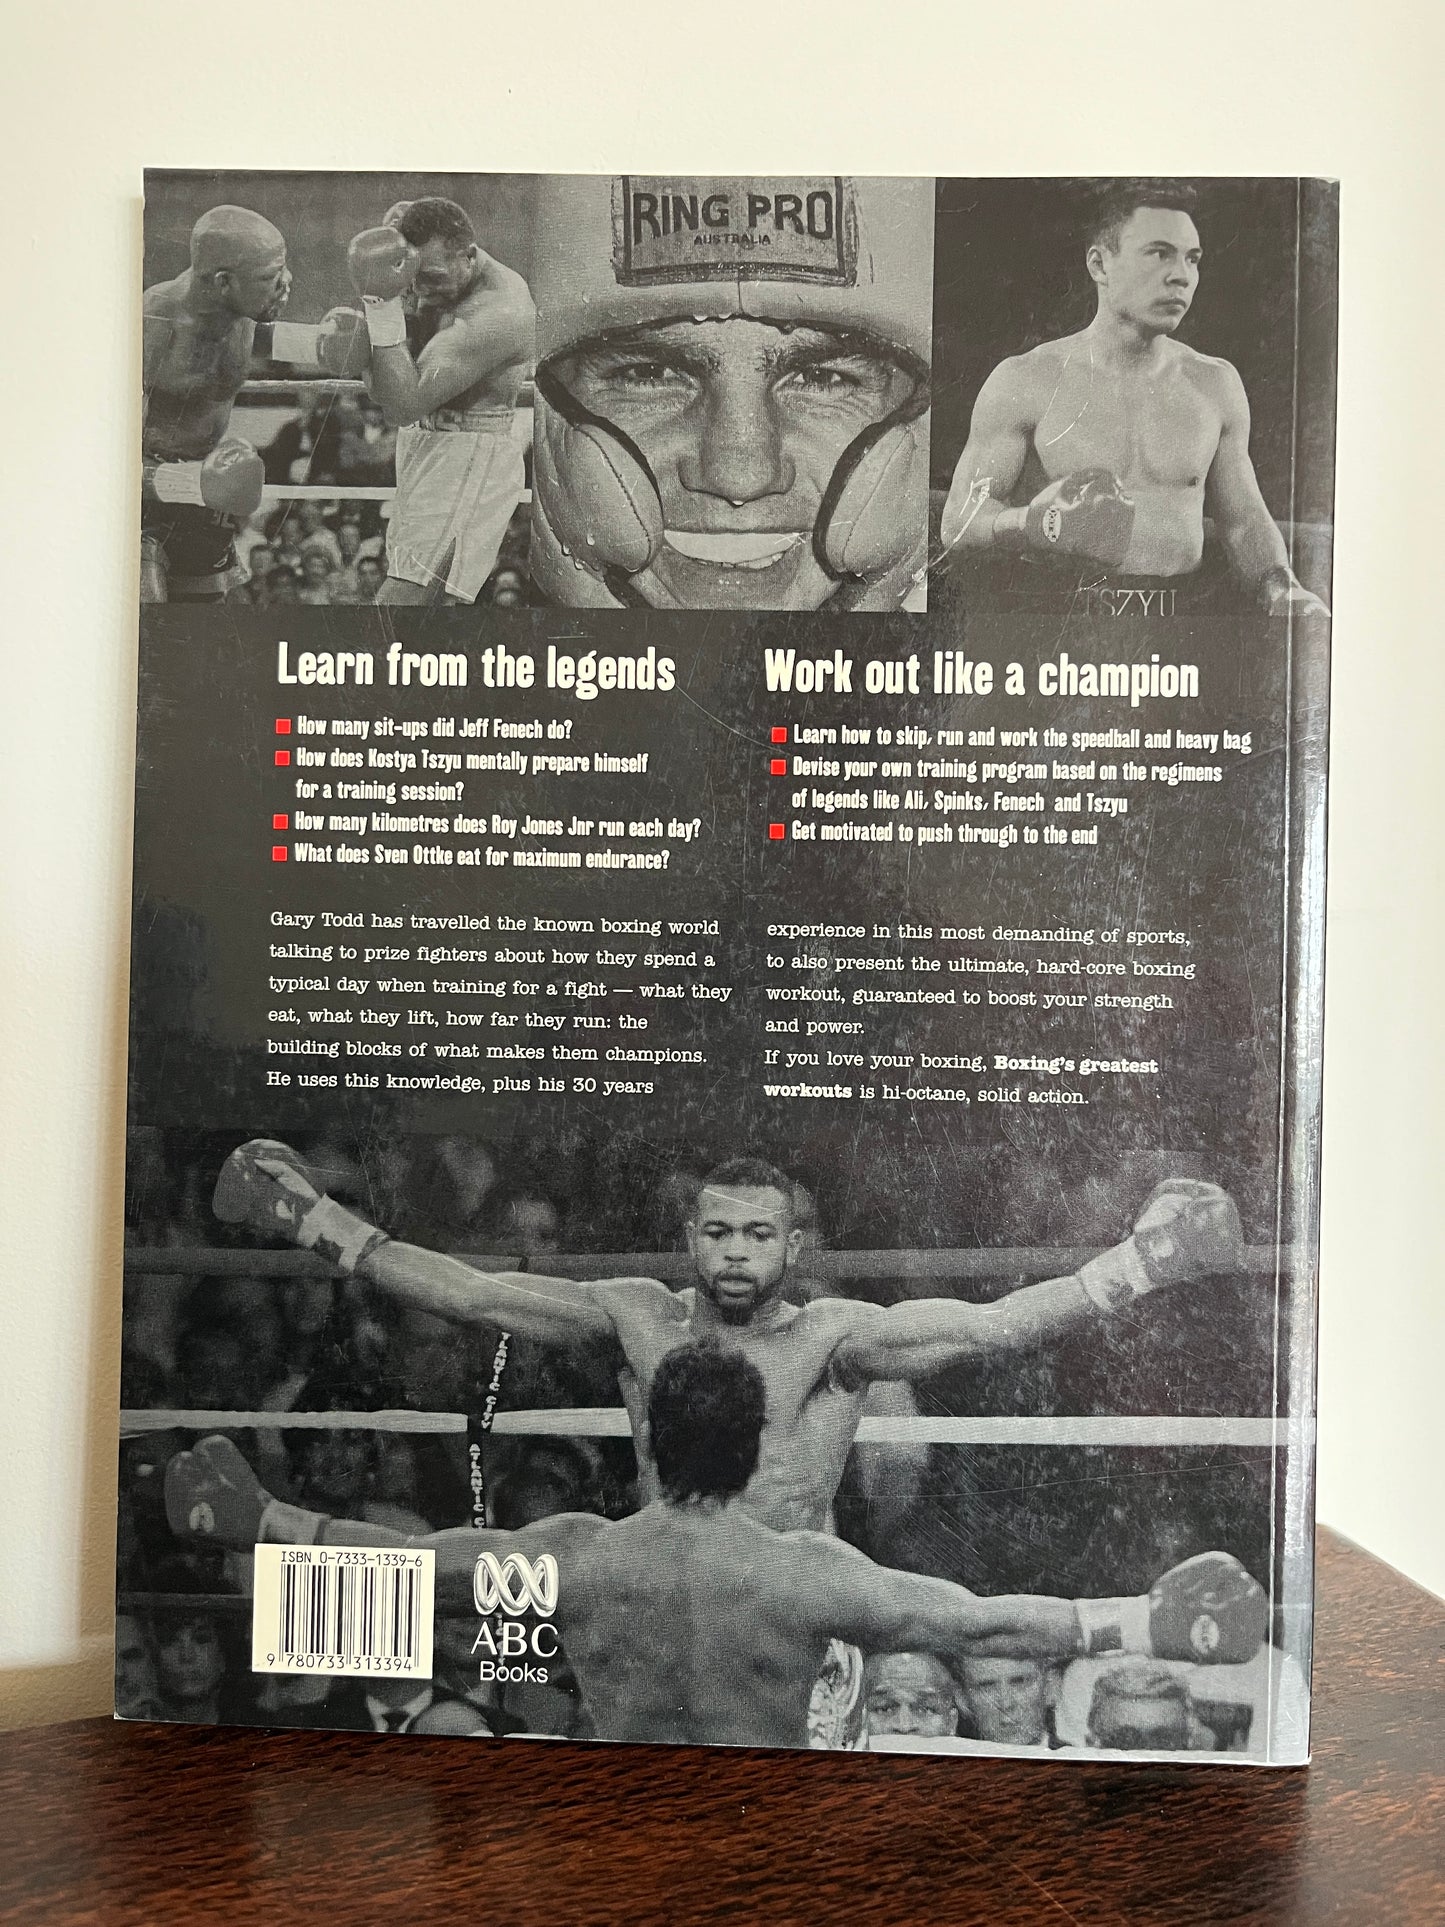 RING PRO
AUSTRALIA
TSZYU
Learn from the legends
How many sit-ups did Jeff Fenech do?
How does Kostya Tszyu mentally prepare himself
for a training session?
How many kilometres does Roy Jones Jnr run each day?
What does Sven Ottke eat for maximum endurance?
Work out like a champion
Learn how to skip, run and work the speedball and heavy bag
Devise your own training program based on the regimens
of legends like Ali, Spinks, Fenech and Tszyu
Get motivated to push through to the end
Gary Todd has travelled the known boxing world
talking to prize fighters about how they spend a
typical day when training for a fight — what they
eat, what they lift, how far they run: the
building blocks of what makes them champions.
He uses this knowledge, plus his 30 years
experience in this most demanding of sports,
to also present the ultimate, hard-core boxing
workout, guaranteed to boost your strength
and power.
If you love your boxing, Boxing's greatest
workouts is hi-octane, solid action.
TLANTIC CITY
ATLANTIC C
ISBN 0-7333-1339-6
9 780733 313394
ABC
Books